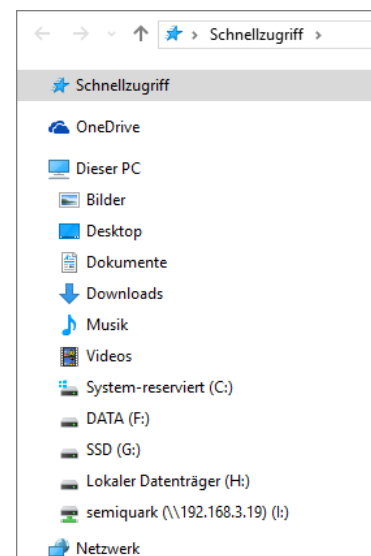 Schnellzugriff
Schnellzugriff
OneDrive
Dieser PC
Bilder
Desktop
Dokumente
Downloads
Musik
Videos
System-reserviert (C:)
DATA (F:)
SSD (G:)
Lokaler Datenträger (H:)
semiquark (\\192.168.3.19) (I:)
Netzwerk